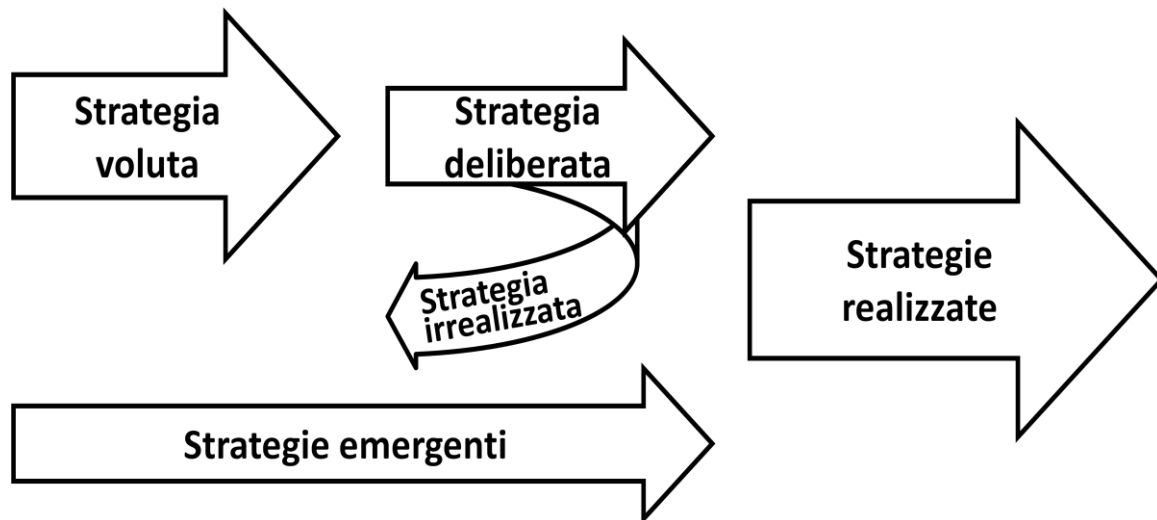 Strategia
voluta
Strategia
deliberata
Strategia
irrealizzata
Strategie
realizzate
Strategie emergenti